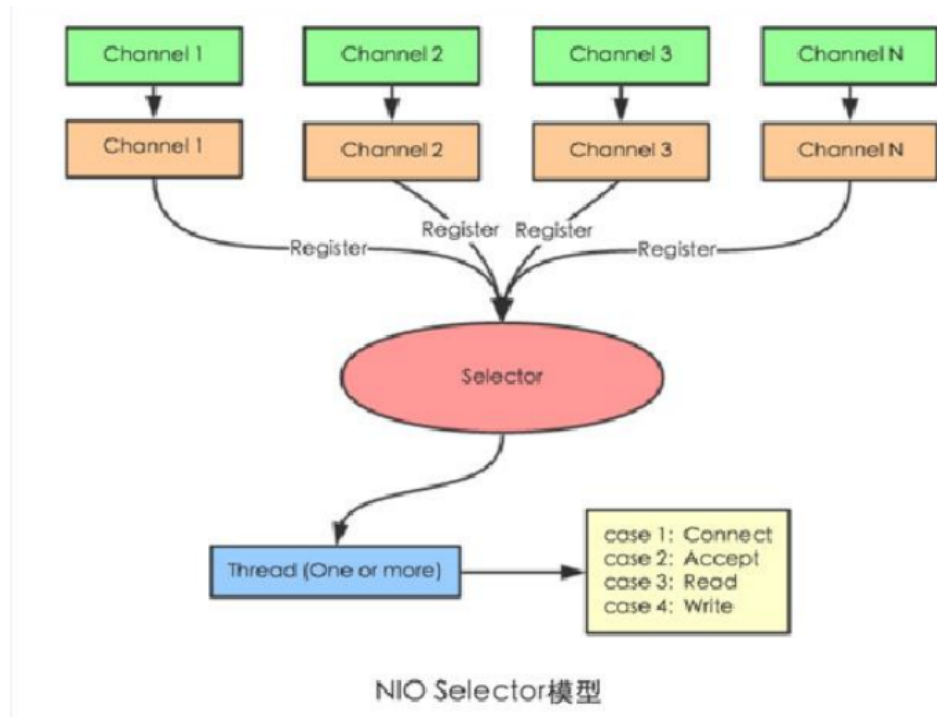 Channel 1
Channel 2
Channel 3
Channel N
Channel 1
Channel 2
Channel 3
Channel N
Register
Register
Register
Register
Selector
Thread (One or more)
case 1: Connect
case 2: Accept
case 3: Read
case 4: Write
NIO Selector模型